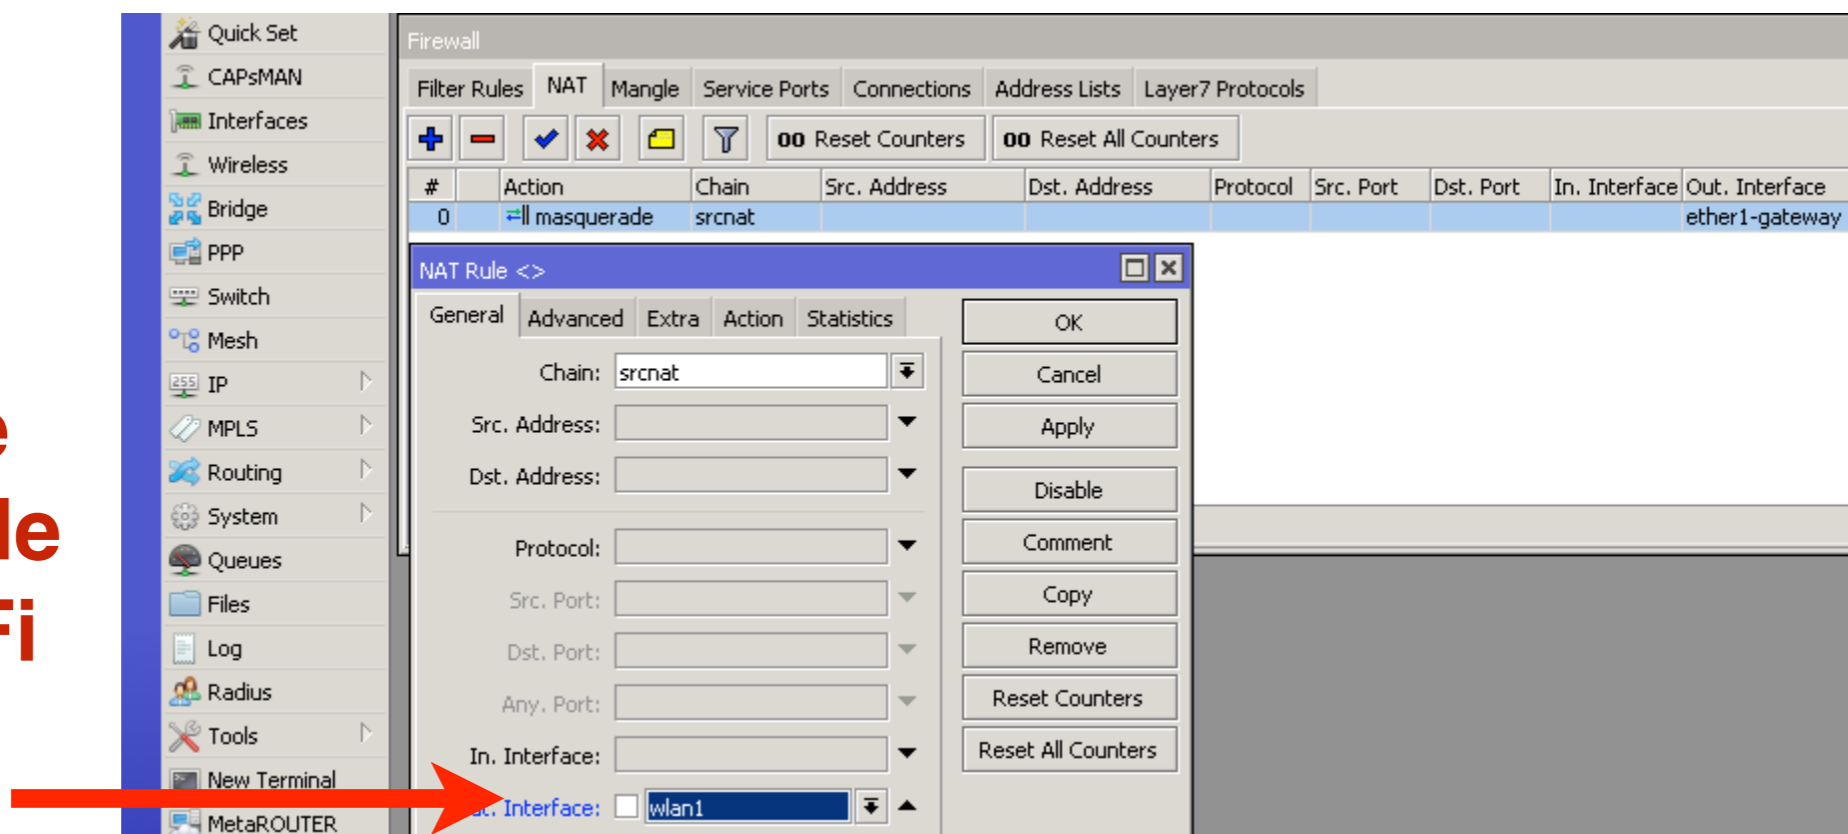 Quick Set
CAPsMAN
Interfaces
Wireless
Bridge
PPP
Switch
Mesh
255 IP
MPLS
Routing
System
Queues
Files
Log
Radius
Tools
New Terminal
MetaROUTER
Firewall
Filter Rules NAT Mangle Service Ports Connections Address Lists Layer7 Protocols
00 Reset Counters 00 Reset All Counters
# Action Chain Src. Address Dst. Address Protocol Src. Port Dst. Port In. Interface Out. Interface
0 masquerade srcnat ether1-gateway
NAT Rule <>
General Advanced Extra Action Statistics
Chain: srcnat
Src. Address:
Dst. Address:
Protocol:
Src. Port:
Dst. Port:
Any. Port:
In. Interface:
Interface: wlan1
OK
Cancel
Apply
Disable
Comment
Copy
Remove
Reset Counters
Reset All Counters